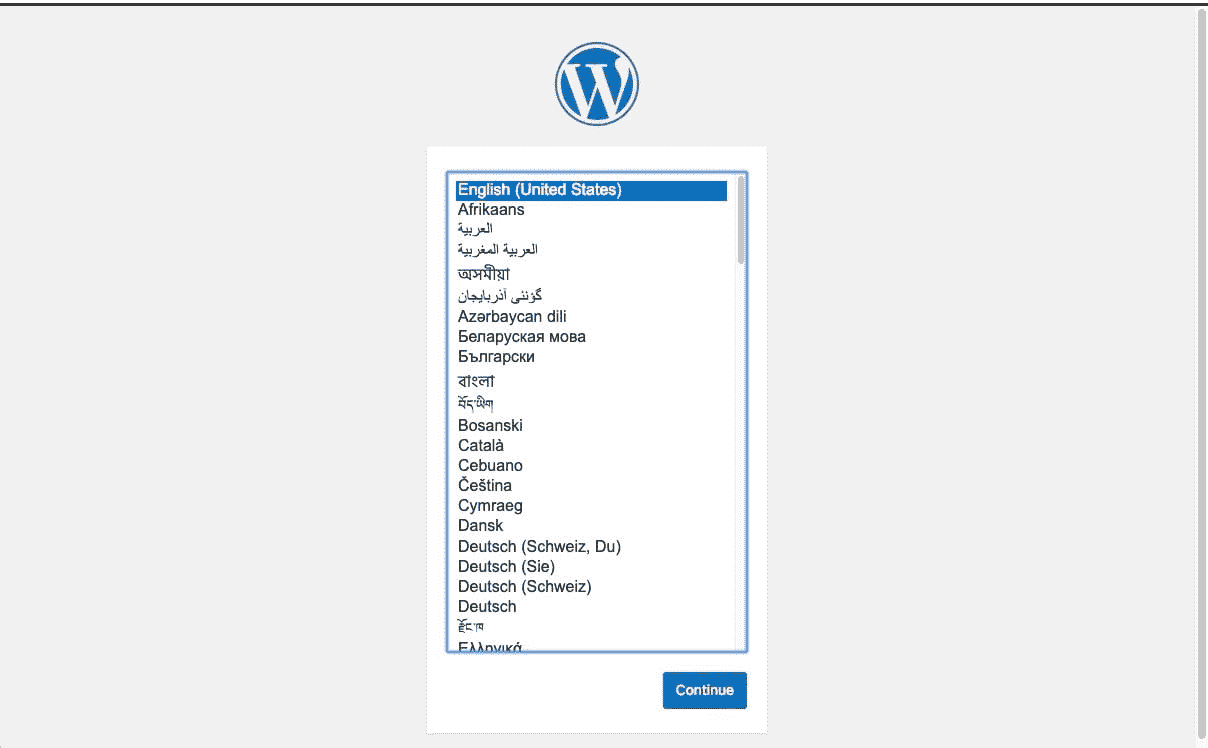 English (United States)
Afrikaans
العربية
العربية المغربية
অসমীয়া
گؤنئی آذربایجان
Azərbaycan dili
Беларуская мова
Български
বাংলা
བོད་ཡིག
Bosanski
Català
Cebuano
Čeština
Cymraeg
Dansk
Deutsch (Schweiz, Du)
Deutsch (Sie)
Deutsch (Schweiz)
Deutsch
རྫོང་ཁ
Ελληνικά
Continue